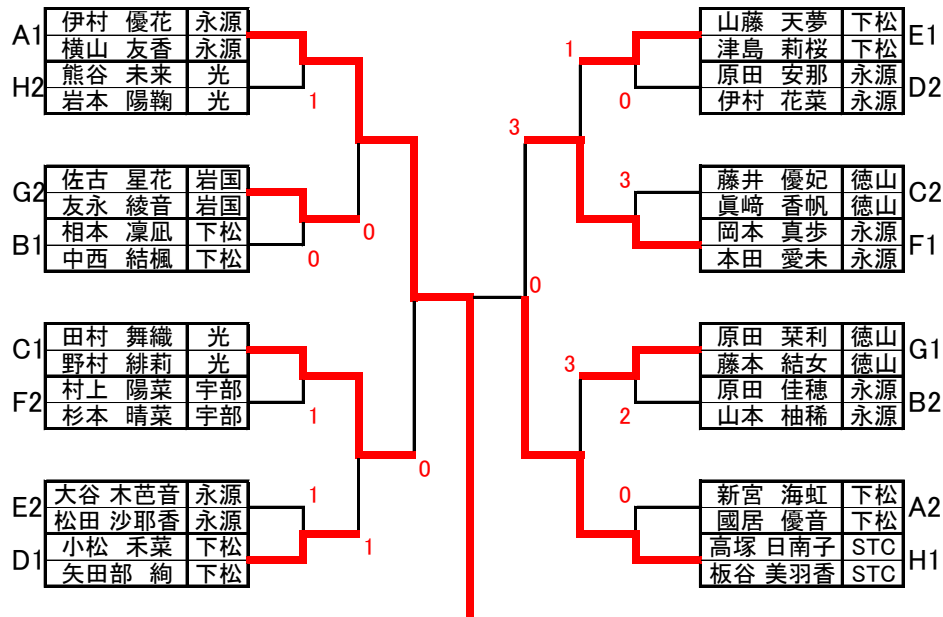 A1
伊村 優花 永源
横山 友香 永源
H2
熊谷 未来 光
岩本 陽鞠 光
1
G2
佐古 星花 岩国
友永 綾音 岩国
B1
相本 凜凪 下松
中西 結楓 下松
0
0
C1
田村 舞織 光
野村 緋莉 光
F2
村上 陽菜 宇部
杉本 晴菜 宇部
1
0
E2
大谷 木芭音 永源
松田 沙耶香 永源
D1
小松 禾菜 下松
矢田部 絢 下松
1
1
山藤 天夢 下松
津島 莉桜 下松
E1
原田 安那 永源
伊村 花菜 永源
D2
1
0
3
藤井 優妃 徳山
眞﨑 香帆 徳山
C2
岡本 真歩 永源
本田 愛未 永源
F1
3
0
原田 栞利 徳山
藤本 結女 徳山
G1
原田 佳穂 永源
山本 柚稀 永源
B2
3
2
新宮 海虹 下松
國居 優音 下松
A2
高塚 日南子 STC
板谷 美羽香 STC
H1
0